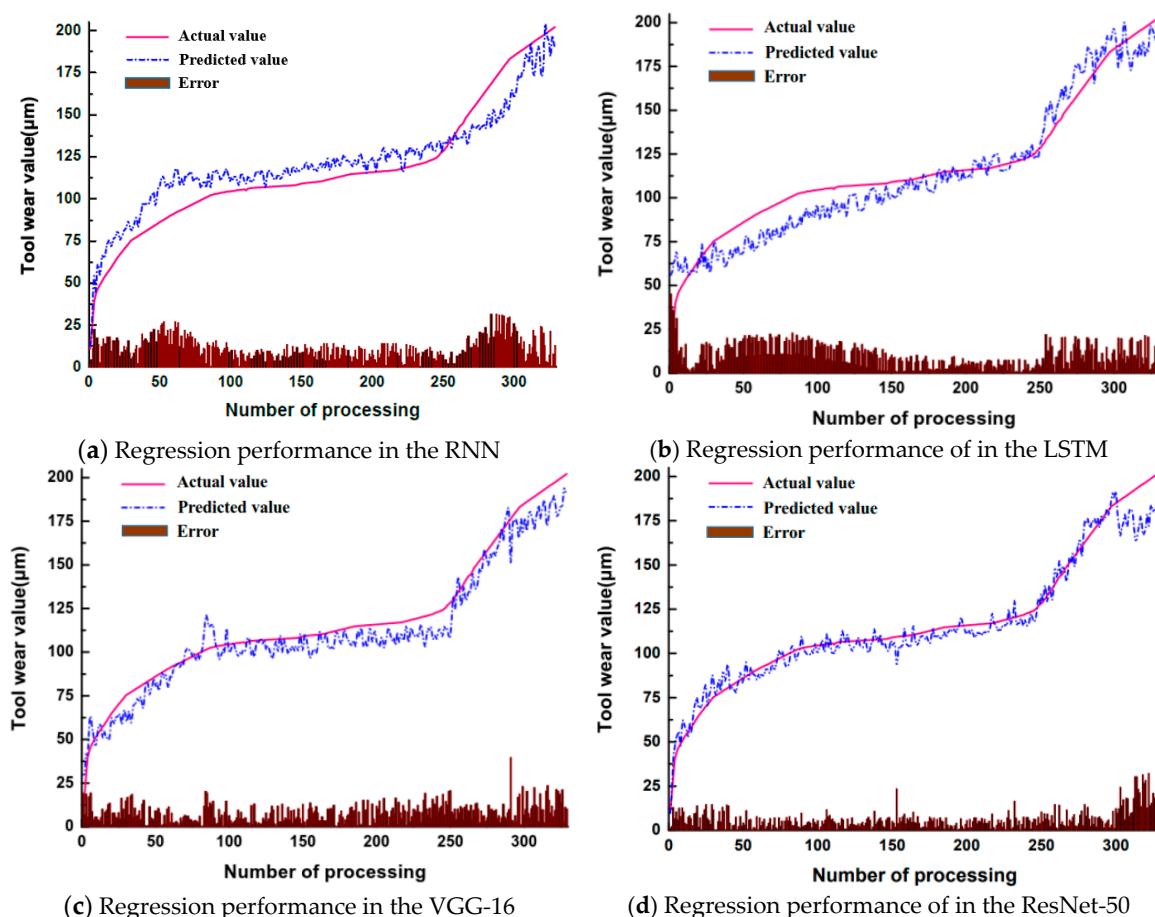 200
175
150
125
100
75
50
25
0
Tool wear value(μm)
Actual value
Predicted value
Error
0 50 100 150 200 250 300
Number of processing
(a) Regression performance in the RNN
200
175
150
125
100
75
50
25
0
Tool wear value(μm)
Actual value
Predicted value
Error
0 50 100 150 200 250 300
Number of processing
(b) Regression performance of in the LSTM
200
175
150
125
100
75
50
25
0
Tool wear value(μm)
Actual value
Predicted value
Error
0 50 100 150 200 250 300
Number of processing
(c) Regression performance in the VGG-16
200
175
150
125
100
75
50
25
0
Tool wear value(μm)
Actual value
Predicted value
Error
0 50 100 150 200 250 300
Number of processing
(d) Regression performance of in the ResNet-50